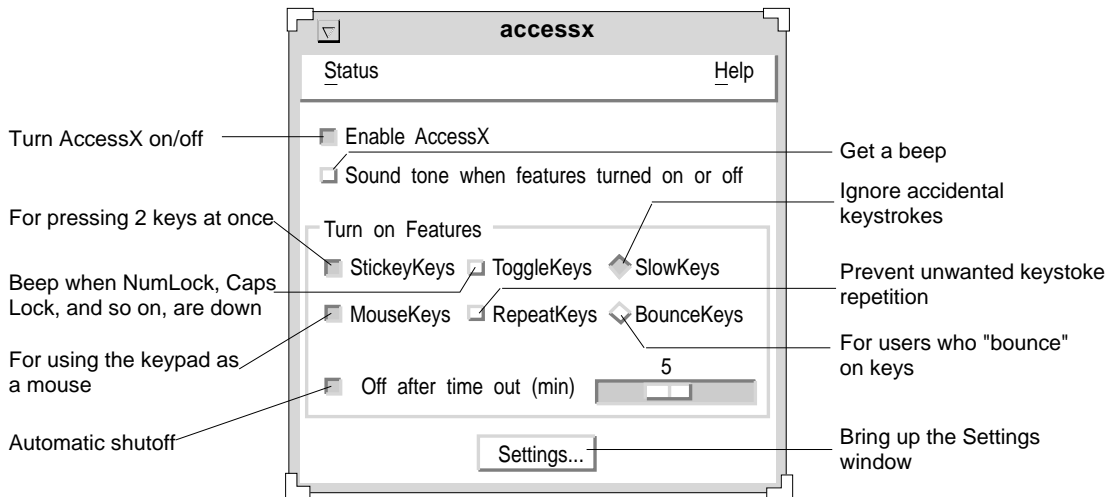 accessx
Status Help
Turn AccessX on/off
Enable AccessX
Get a beep
Sound tone when features turned on or off
Ignore accidental
keystrokes
For pressing 2 keys at once
Turn on Features
StickeyKeys ToggleKeys SlowKeys
Beep when NumLock, Caps
Lock, and so on, are down
Prevent unwanted keystoke
repetition
MouseKeys RepeatKeys BounceKeys
For using the keypad as
a mouse
For users who "bounce"
on keys
5
Off after time out (min)
Automatic shutoff
Settings...
Bring up the Settings
window